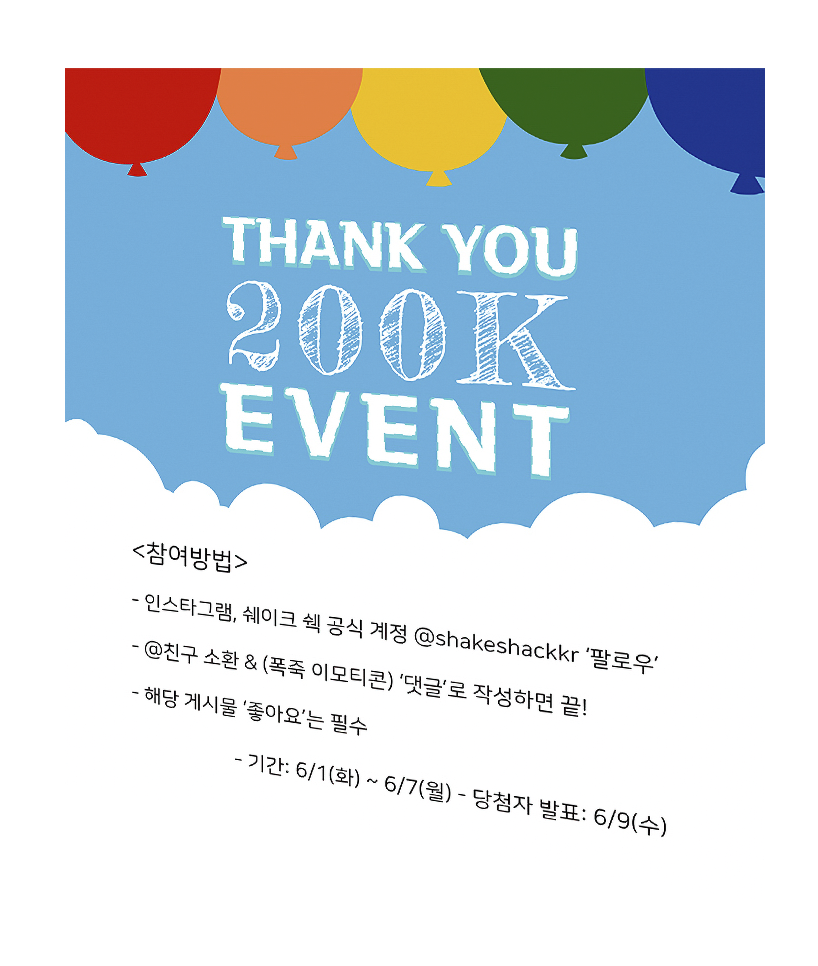 THANK YOU
200K
EVENT
<참여방법>
- 인스타그램, 쉐이크 쉑 공식 계정 @shakeshackkr '팔로우'
- @친구 소환 & (폭죽 이모티콘) '댓글'로 작성하면 끝!
- 해당 게시물 '좋아요'는 필수
- 기간: 6/1(화) ~ 6/7(월) - 당첨자 발표: 6/9(수)